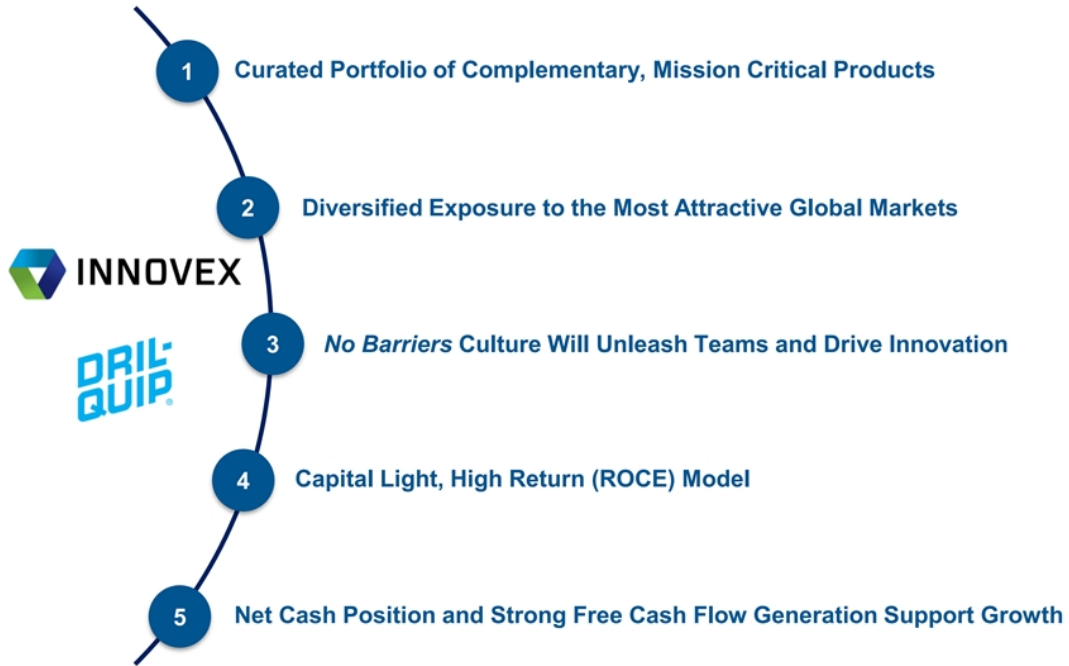 1 Curated Portfolio of Complementary, Mission Critical Products
2 Diversified Exposure to the Most Attractive Global Markets
INNOVEX
3 No Barriers Culture Will Unleash Teams and Drive Innovation
DRIL-
QUIP®
4 Capital Light, High Return (ROCE) Model
5 Net Cash Position and Strong Free Cash Flow Generation Support Growth